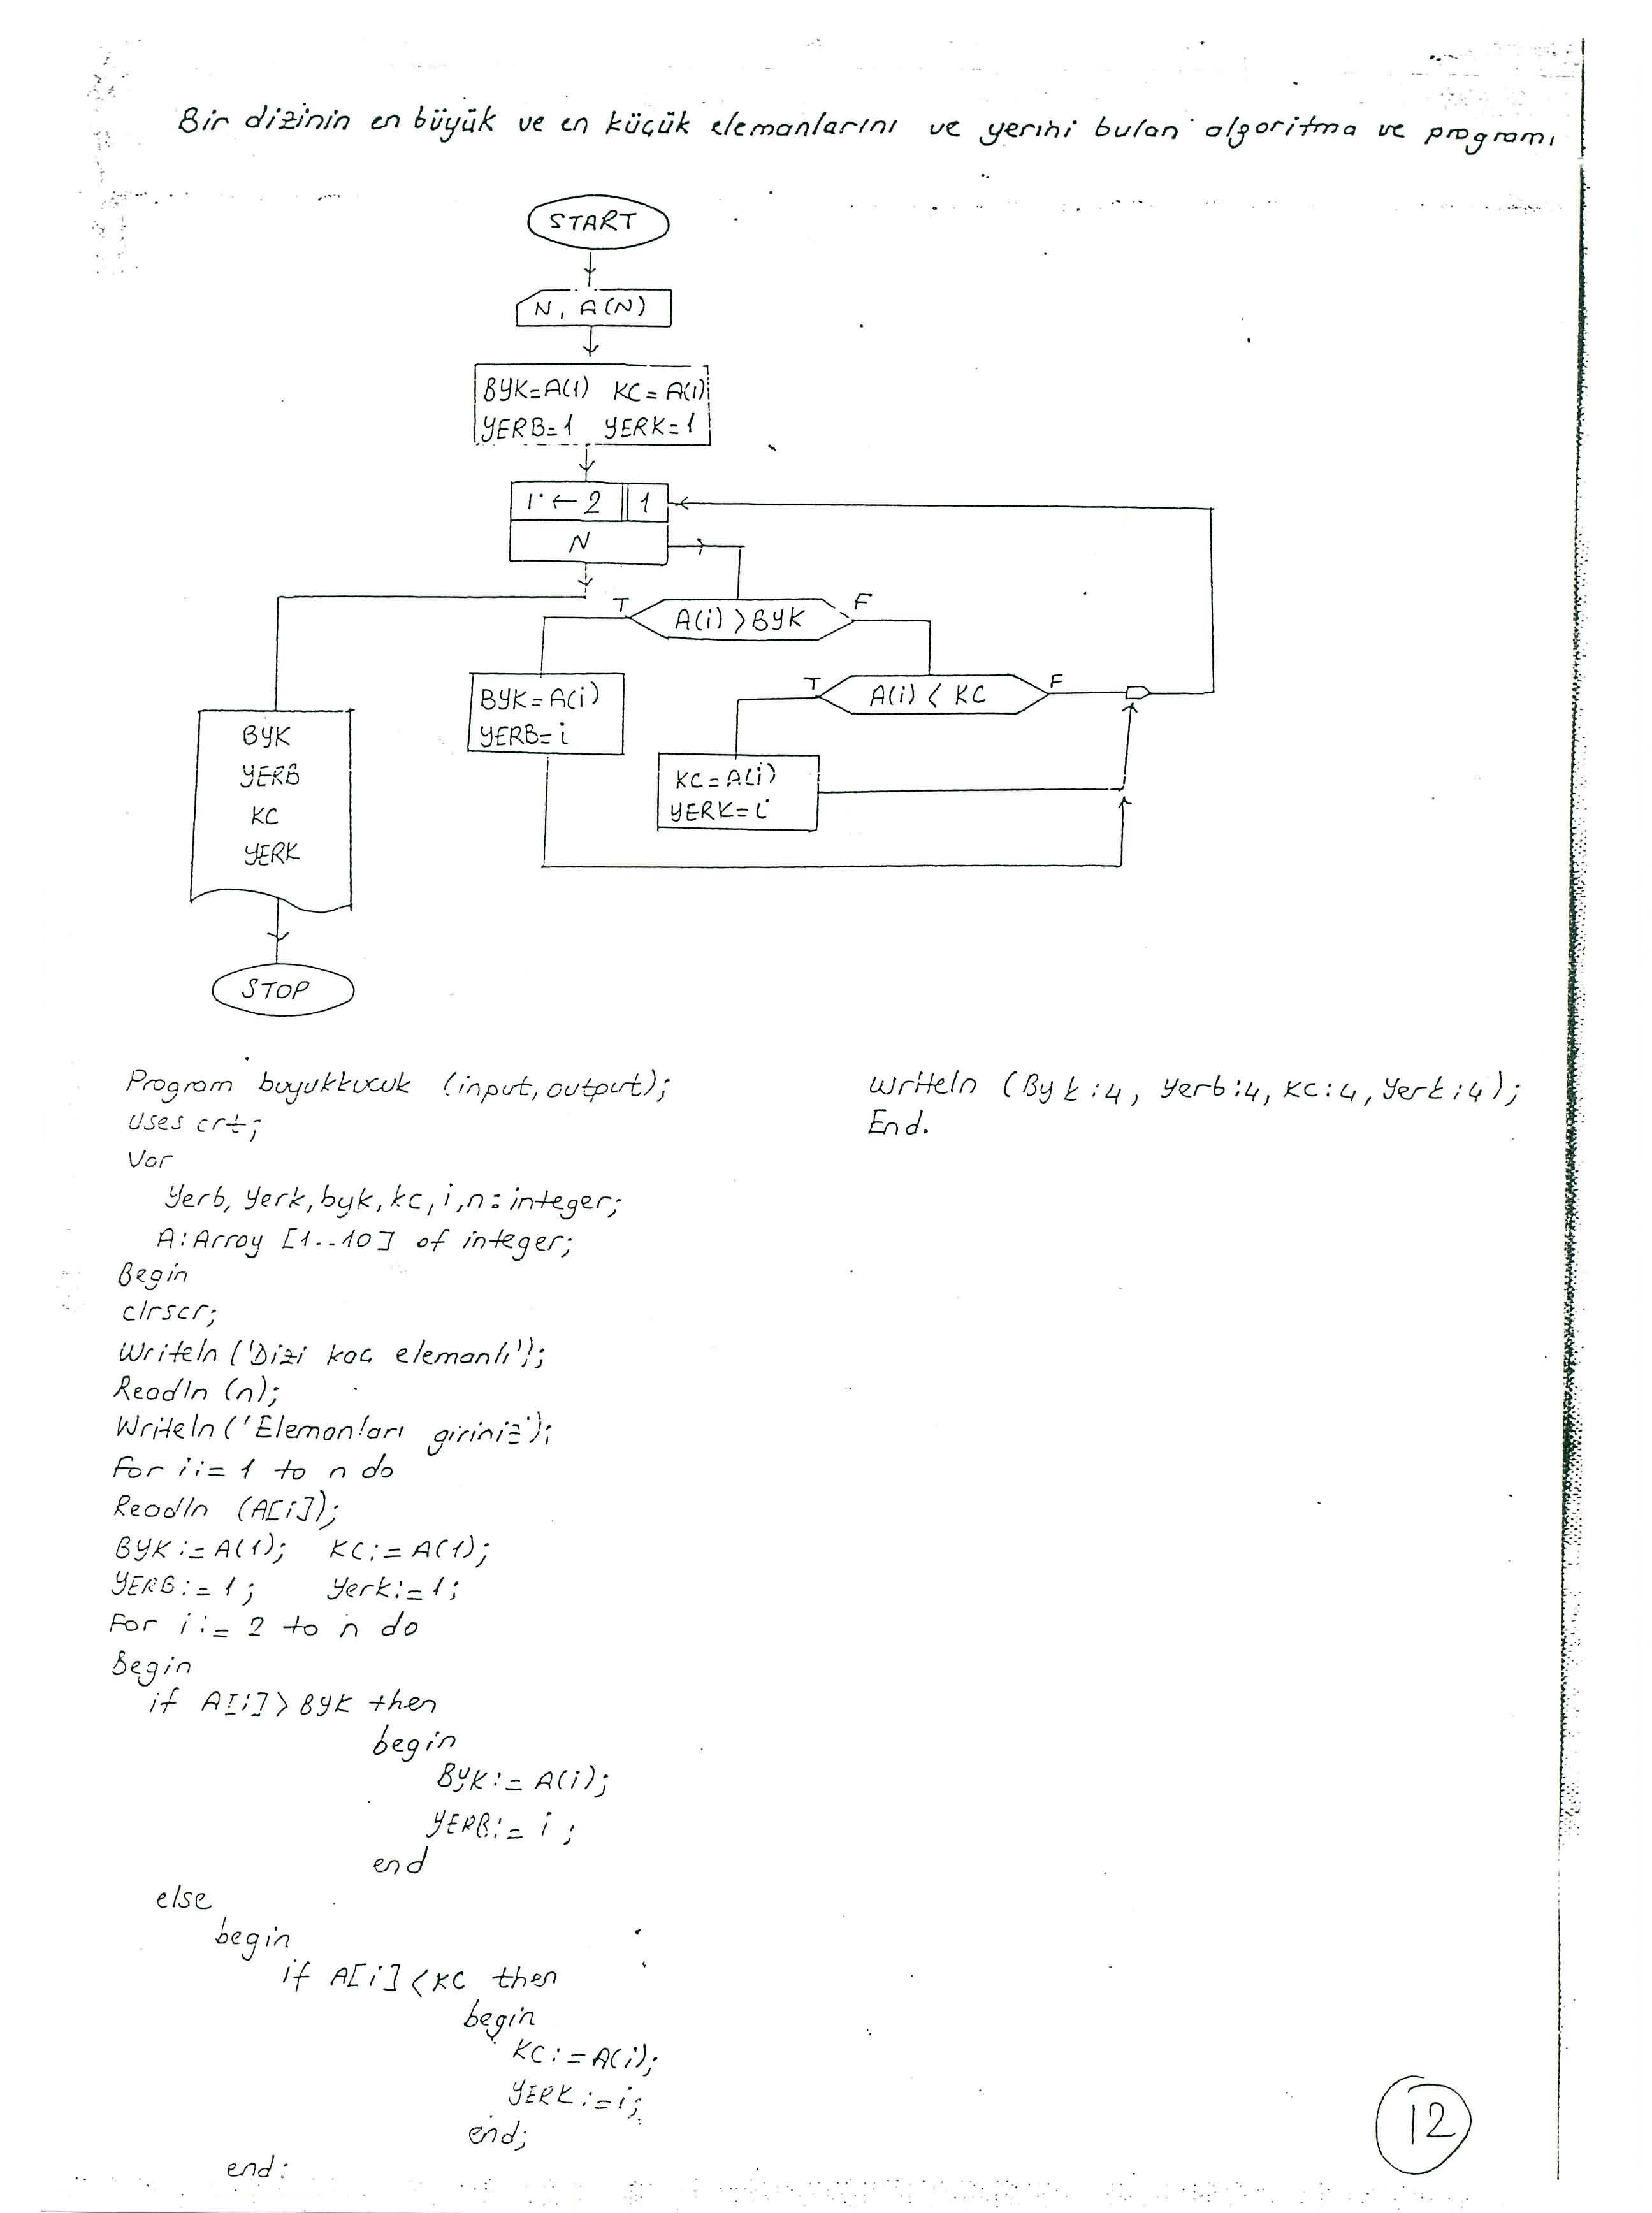 Bir dizinin en büyük ve en küçük elemanlarını ve yerini bulan algoritma ve programı
START
N, A(N)
BYK=A(1) KC=A(1)
YERB=1 YERK=1
i ← 2 1
N
T A(i) > BYK F
T A(i) < KC F
BYK=A(i)
YERB=i
KC=A(i)
YERK=i
BYK
YERB
KC
YERK
STOP
Program buyukkucuk (input, output);
Uses crt;
Var
Yerb, Yerk, byk, kc, i, n: integer;
A: Array [1..10] of integer;
Begin
clrscr;
Writeln ('Dizi kaç elemanlı');
Readln (n);
Writeln ('Elemanları giriniz');
For i:= 1 to n do
Readln (A[i]);
BYK:= A(1); KC:= A(1);
YERB:= 1; Yerk:= 1;
For i:= 2 to n do
Begin
if A[i] > BYK then
begin
BYK:= A(i);
YERB:= i;
end
else
begin
if A[i] < KC then
begin
KC:= A(i);
YERK:= i;
end;
end:
Writeln (Byk:4, Yerb:4, KC:4, Yerk:4);
End.
12